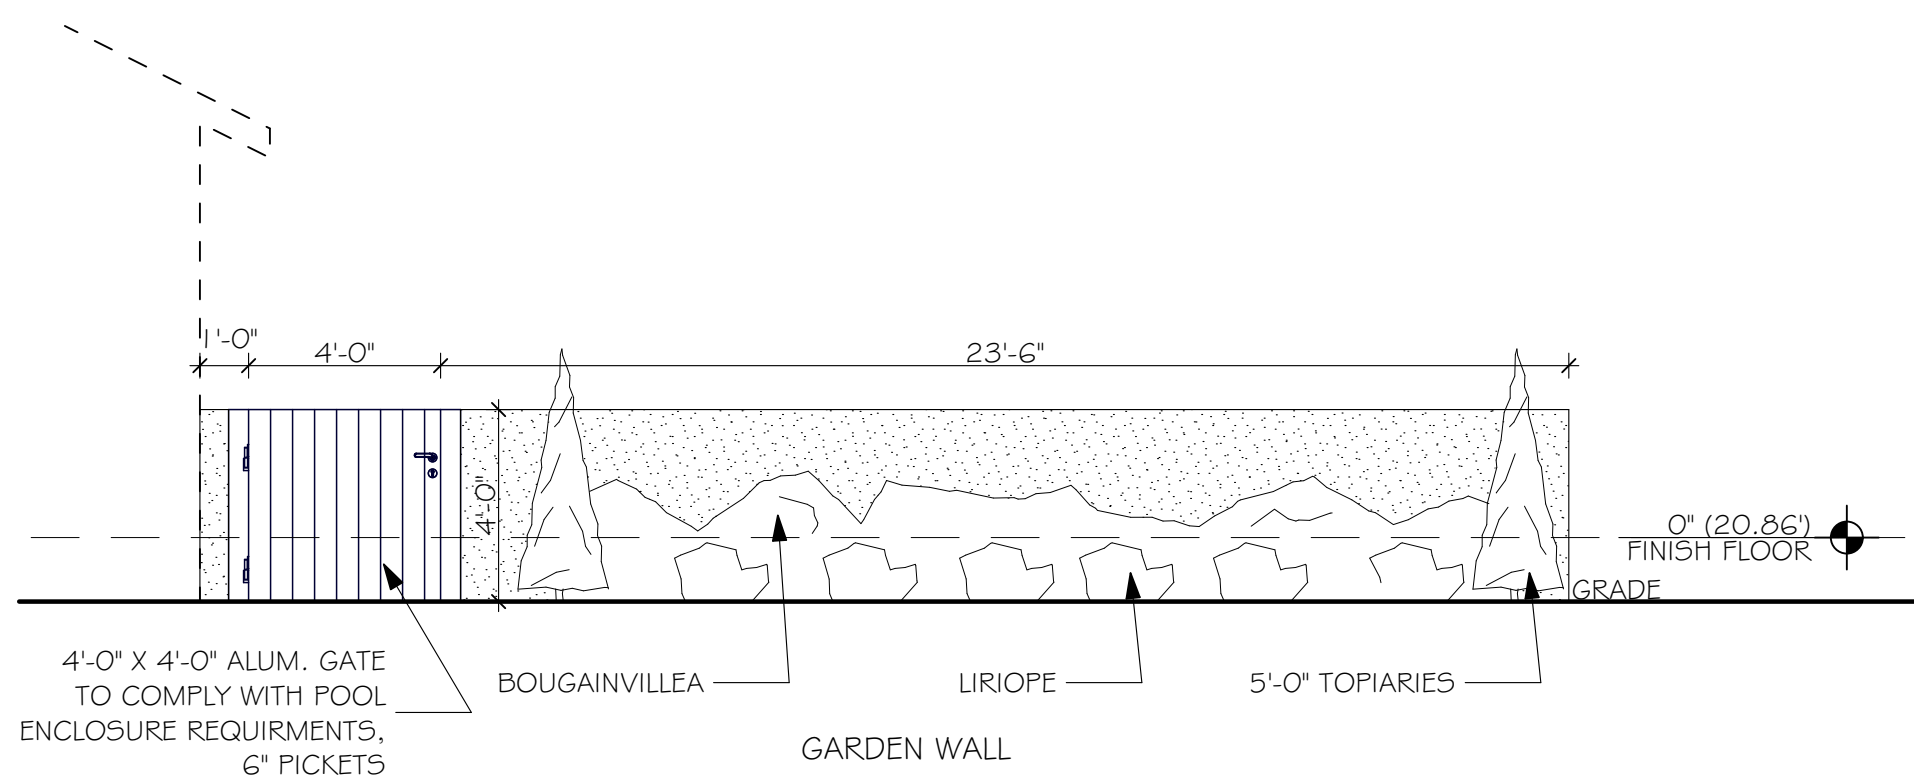 1'-0"
4'-0"
23'-6"
4'-0"
0" (20.86')
FINISH FLOOR
GRADE
4'-0" X 4'-0" ALUM. GATE
TO COMPLY WITH POOL
ENCLOSURE REQUIRMENTS,
6" PICKETS
BOUGAINVILLEA
LIRIOPE
5'-0" TOPIARIES
GARDEN WALL